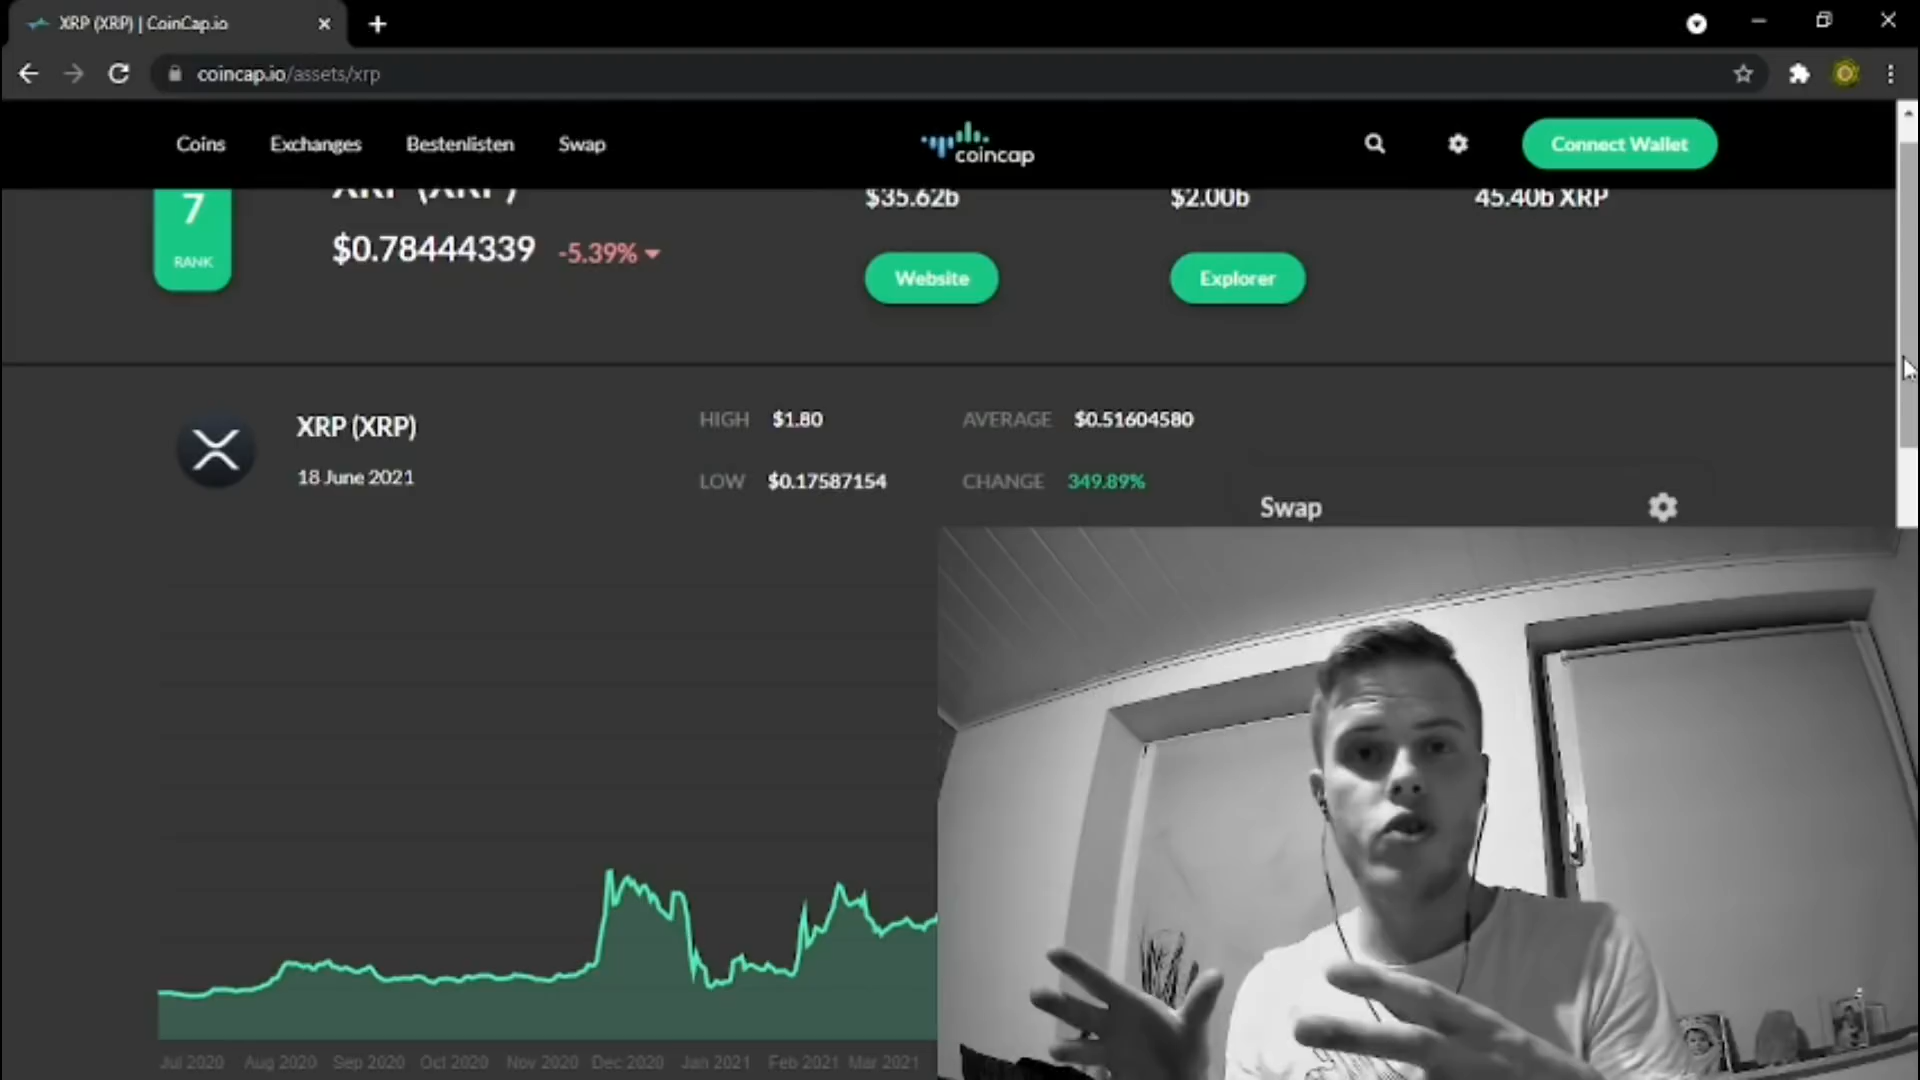 XRP (XRP) | CoinCap.io
coincap.io/assets/xrp
Coins Exchanges Bestenlisten Swap coincap Connect Wallet
7 XRP (XRP) $35.62b $2.00b 45.40b XRP
RANK $0.78444339 -5.39%
Website Explorer
XRP (XRP) HIGH $1.80 AVERAGE $0.51604580
18 June 2021 LOW $0.17587154 CHANGE 349.89%
Swap
Jul 2020 Aug 2020 Sep 2020 Oct 2020 Nov 2020 Dec 2020 Jan 2021 Feb 2021 Mar 2021